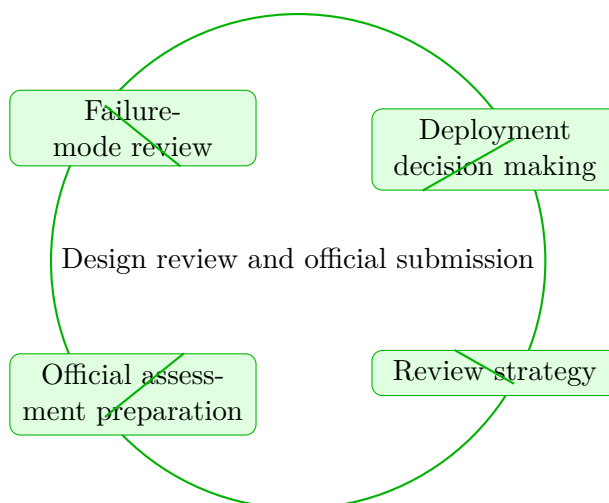 Failure-
mode review
Deployment
decision making
Design review and official submission
Official assess-
ment preparation
Review strategy